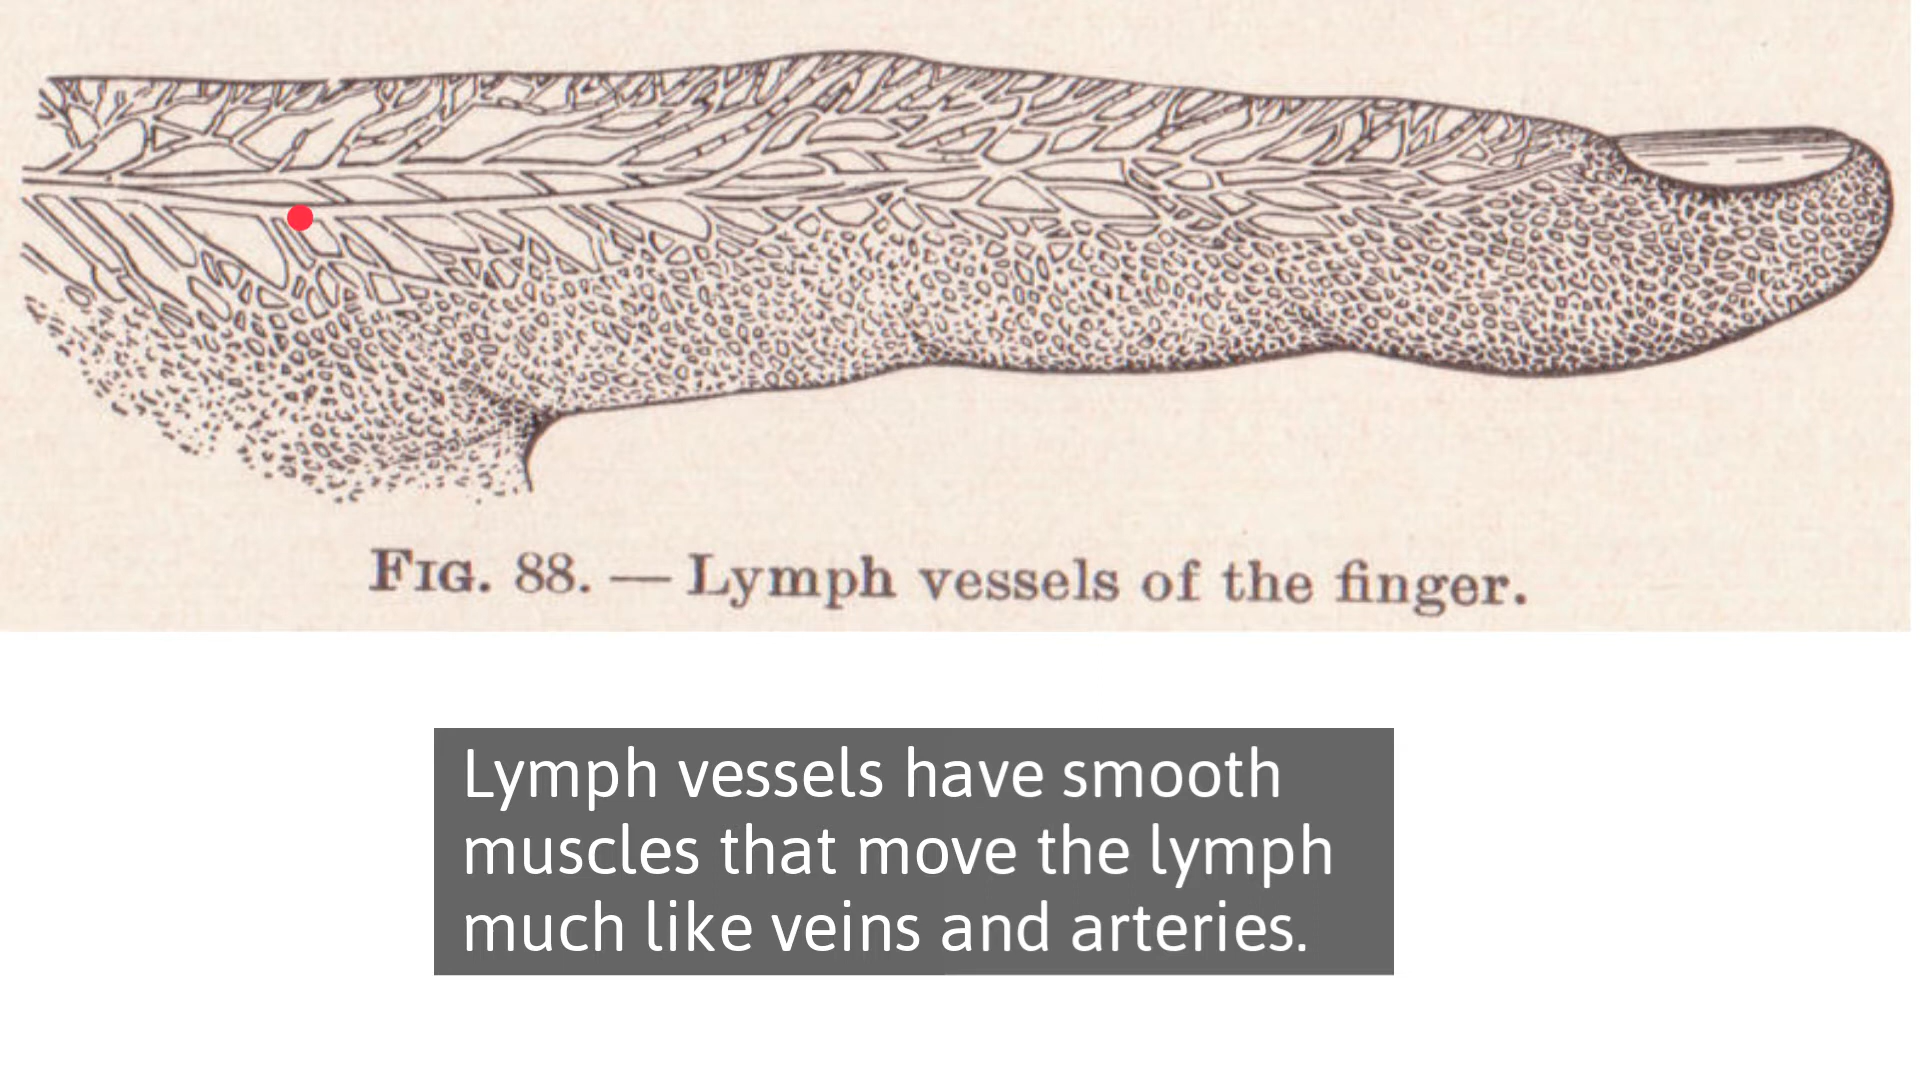 Fig. 88. — Lymph vessels of the finger.
Lymph vessels have smooth
muscles that move the lymph
much like veins and arteries.